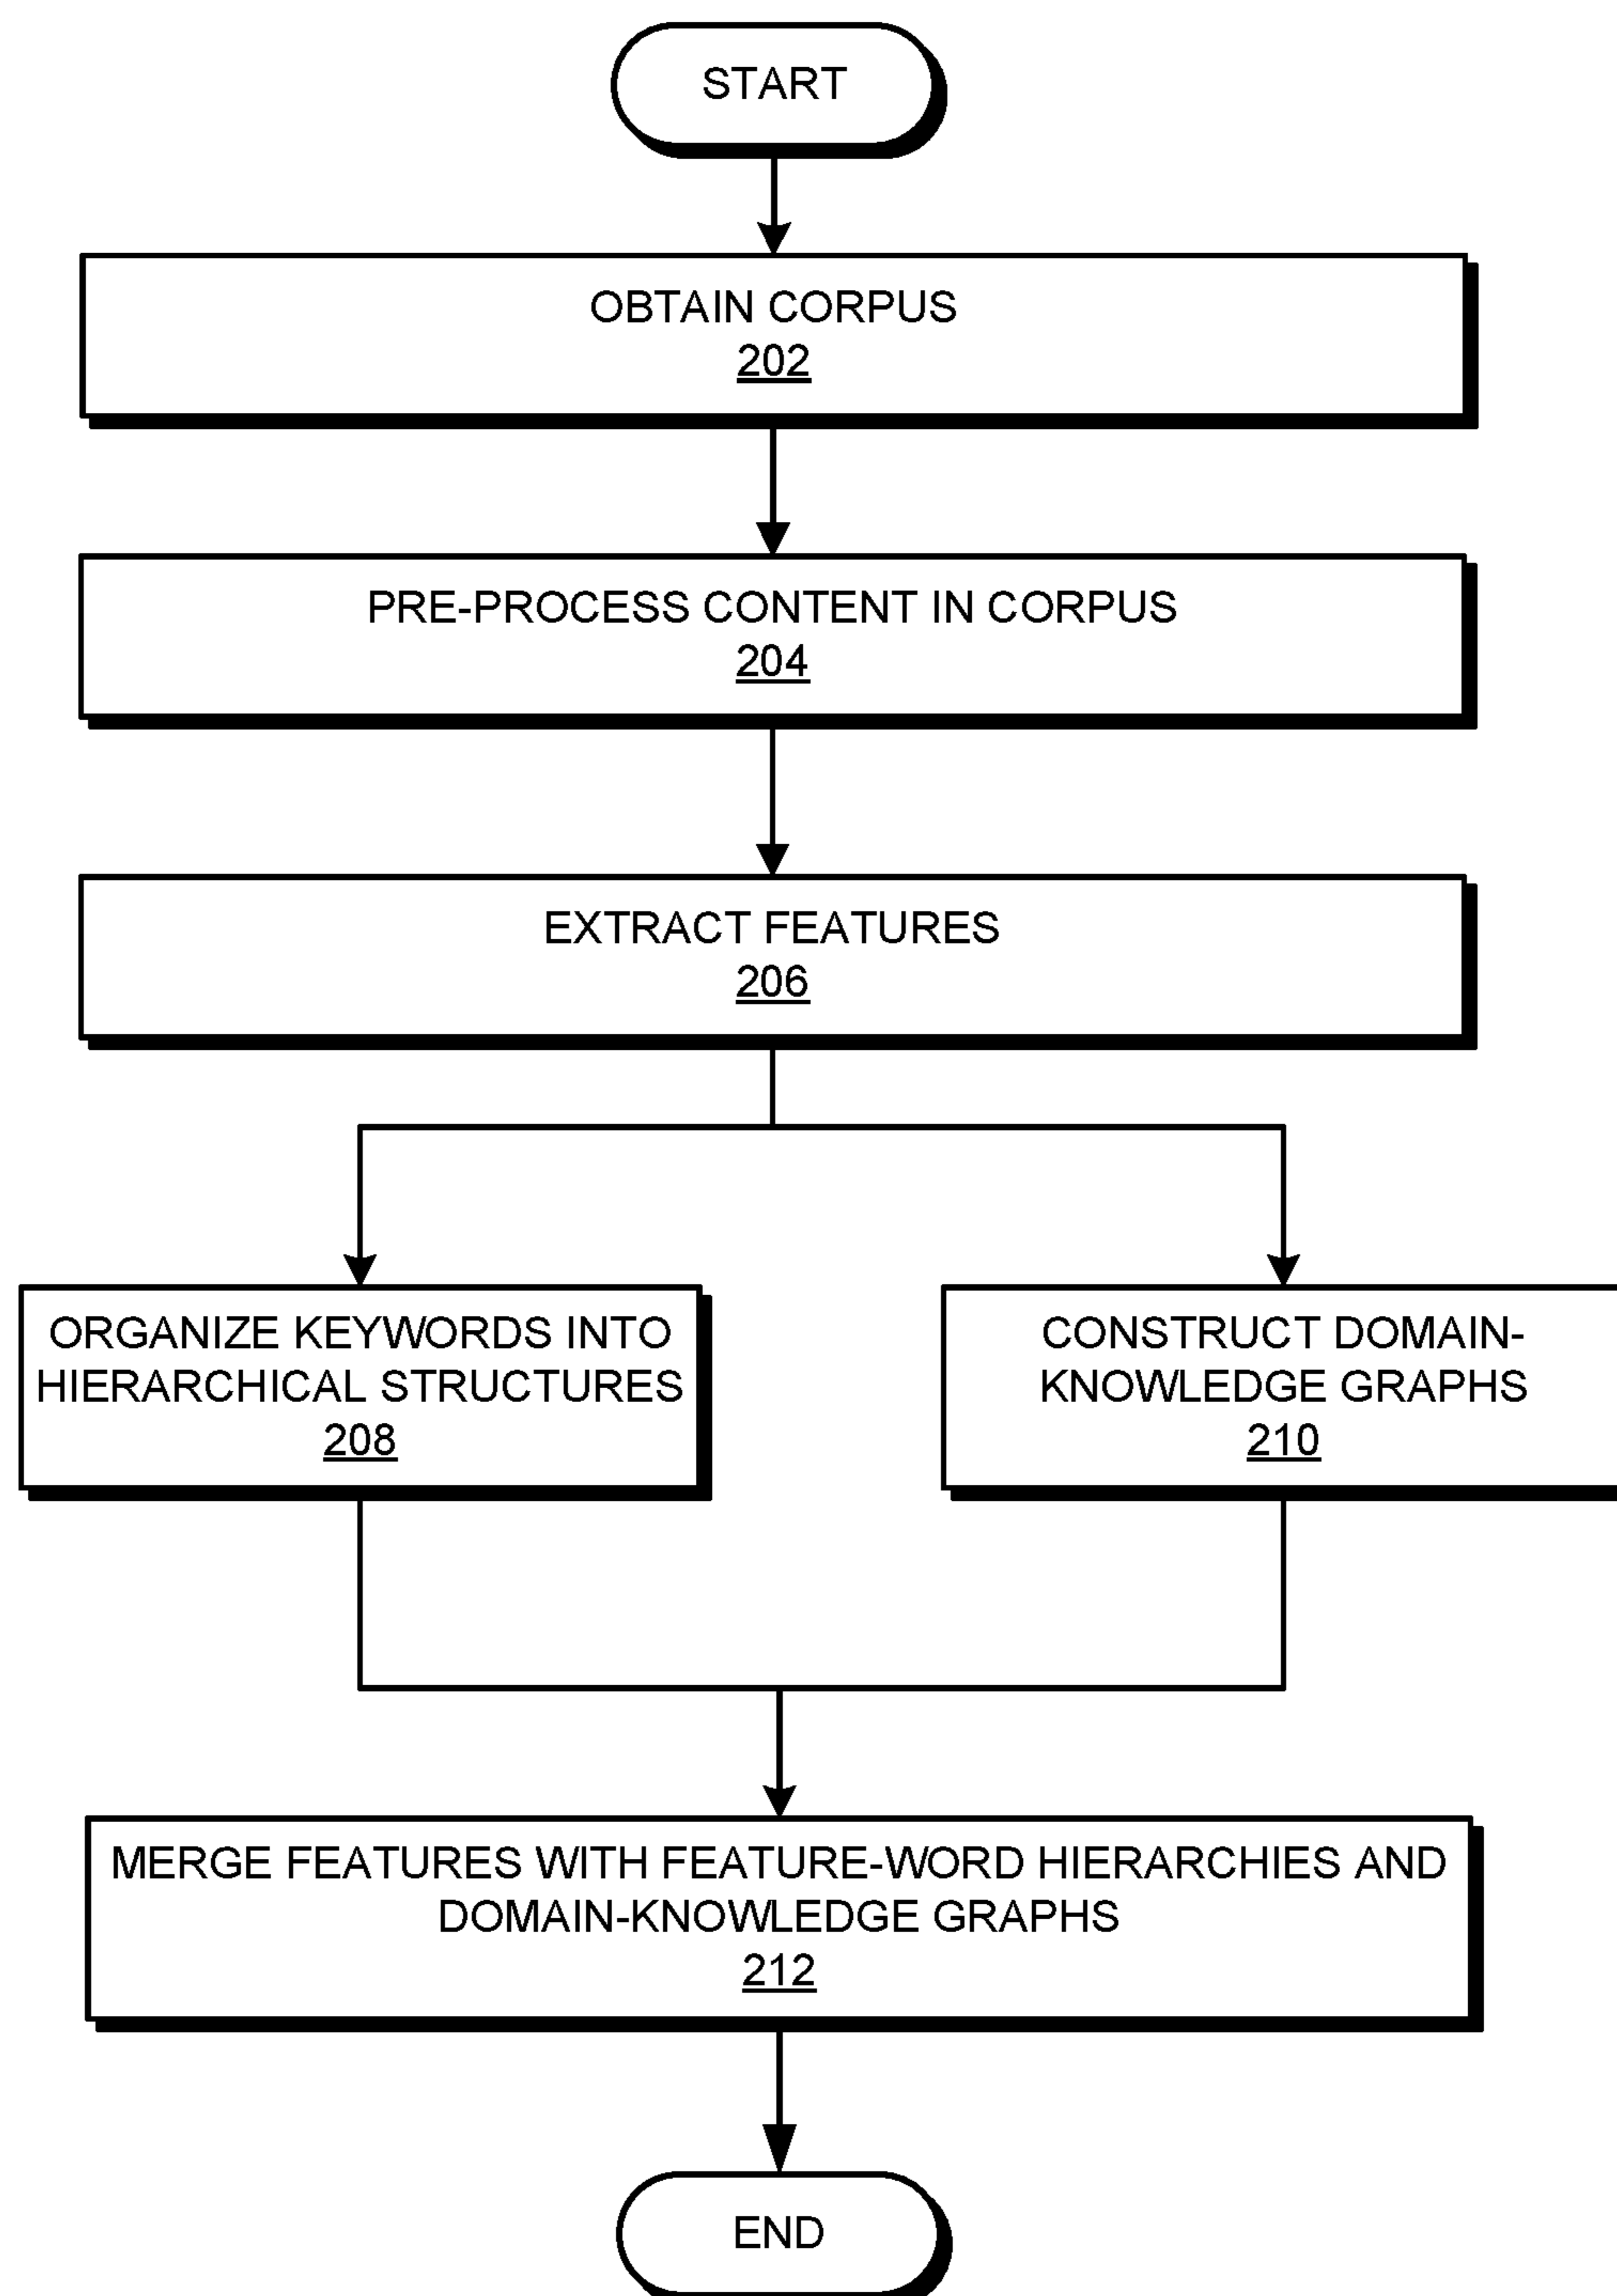 START
OBTAIN CORPUS
202
PRE-PROCESS CONTENT IN CORPUS
204
EXTRACT FEATURES
206
ORGANIZE KEYWORDS INTO
HIERARCHICAL STRUCTURES
208
CONSTRUCT DOMAIN-
KNOWLEDGE GRAPHS
210
MERGE FEATURES WITH FEATURE-WORD HIERARCHIES AND
DOMAIN-KNOWLEDGE GRAPHS
212
END